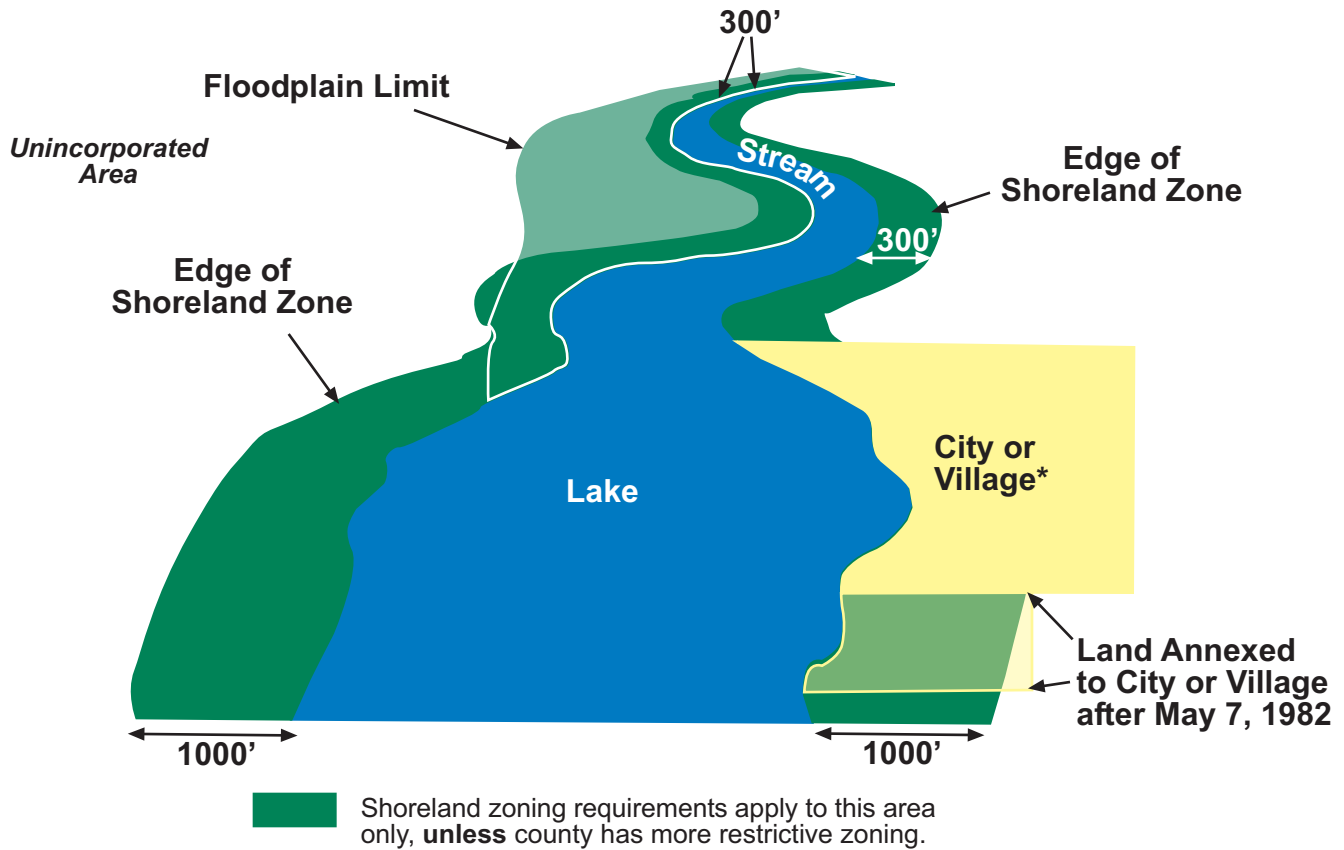 300’
Floodplain Limit
Unincorporated
Area
Stream
Edge of
Shoreland Zone
300’
Edge of
Shoreland Zone
City or
Village*
Lake
Land Annexed
to City or Village
after May 7, 1982
1000’
1000’
Shoreland zoning requirements apply to this area
only, unless county has more restrictive zoning.